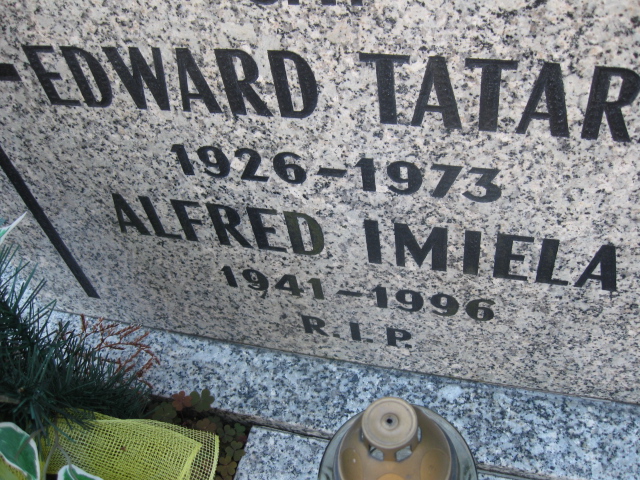 EDWARD TATAR
1926-1973
ALFRED IMIELA
1941-1996
R.I.P.